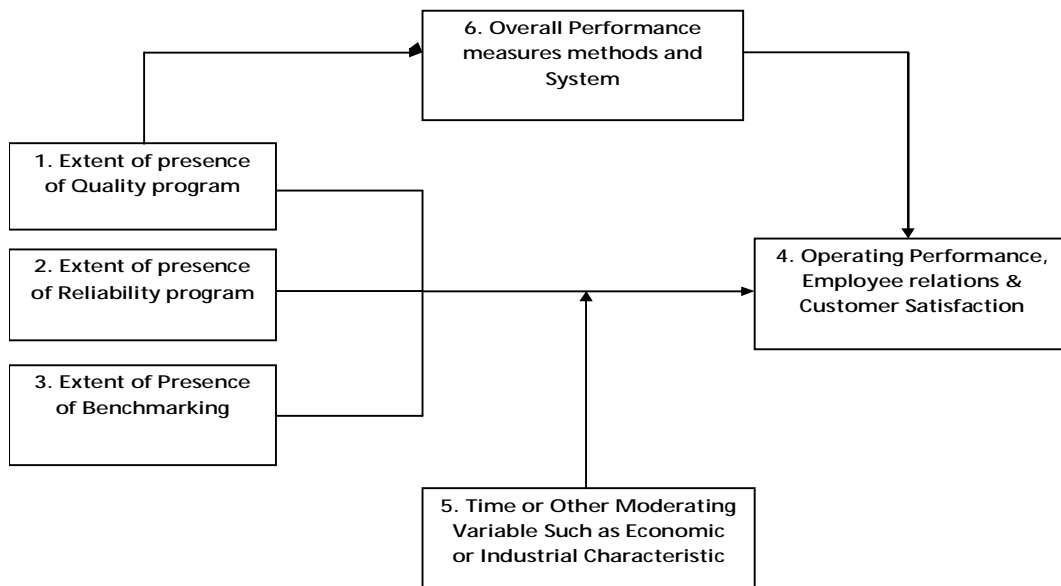 6. Overall Performance
measures methods and
System
1. Extent of presence
of Quality program
2. Extent of presence
of Reliability program
4. Operating Performance,
Employee relations &
Customer Satisfaction
3. Extent of Presence
of Benchmarking
5. Time or Other Moderating
Variable Such as Economic
or Industrial Characteristic